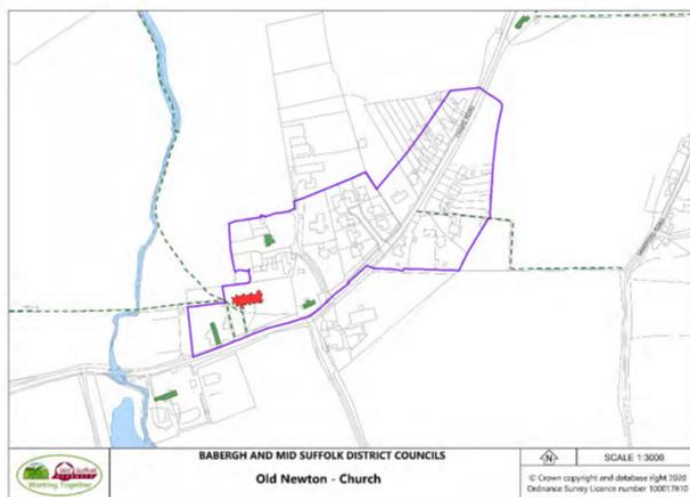 BABERGH AND MID SUFFOLK DISTRICT COUNCILS
Old Newton - Church
Working Together
N
SCALE 1:3000
© Crown copyright and database right 2020
Ordnance Survey Licence number 100017810